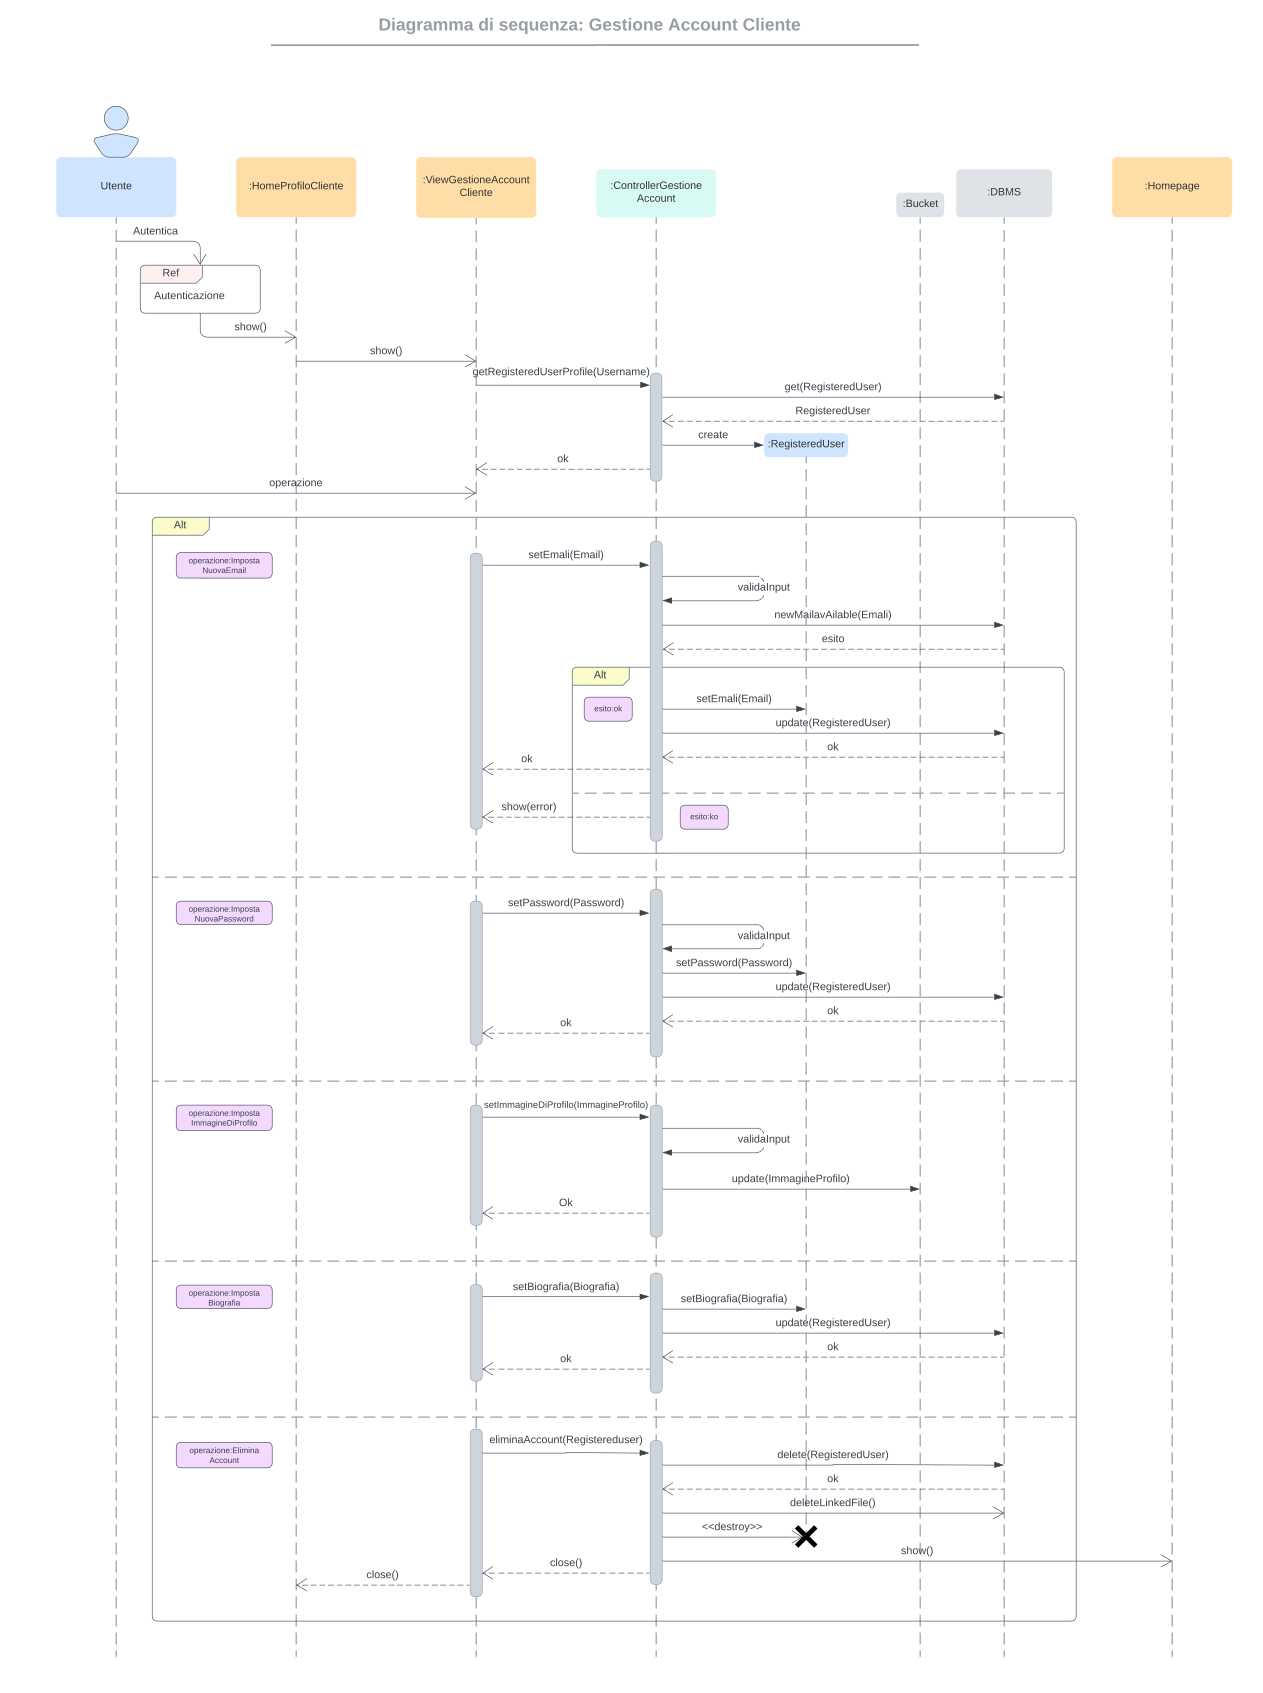 Diagramma di sequenza: Gestione Account Cliente
Utente
:HomeProfiloCliente
:ViewGestioneAccount
Cliente
:ControllerGestione
Account
:Bucket
:DBMS
:Homepage
Autentica
Ref
Autenticazione
show()
show()
getRegisteredUserProfile(Username)
get(RegisteredUser)
RegisteredUser
create
:RegisteredUser
ok
operazione
Alt
operazione:Imposta
NuovaEmail
setEmali(Email)
validaInput
newMailavAilable(Emali)
esito
Alt
esito:ok
setEmali(Email)
update(RegisteredUser)
ok
ok
show(error)
esito:ko
operazione:Imposta
NuovaPassword
setPassword(Password)
validaInput
setPassword(Password)
update(RegisteredUser)
ok
ok
operazione:Imposta
ImmagineDiProfilo
setImmagineDiProfilo(ImmagineProfilo)
validaInput
update(ImmagineProfilo)
Ok
operazione:Imposta
Biografia
setBiografia(Biografia)
setBiografia(Biografia)
update(RegisteredUser)
ok
ok
operazione:Elimina
Account
eliminaAccount(Registereduser)
delete(RegisteredUser)
ok
deleteLinkedFile()
<<destroy>>
show()
close()
close()